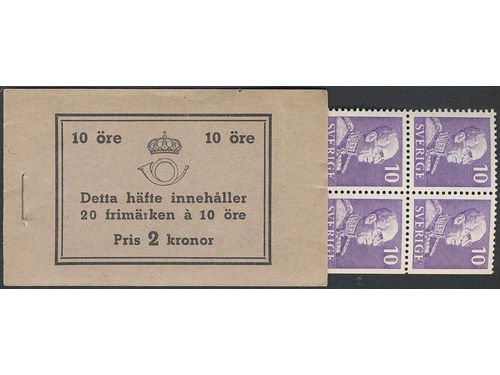 10 öre 10 öre
Detta häfte innehåller
20 frimärken à 10 öre
Pris 2 kronor
SVERIGE 10
SVERIGE 10
SVERIGE 10
SVERIGE 10